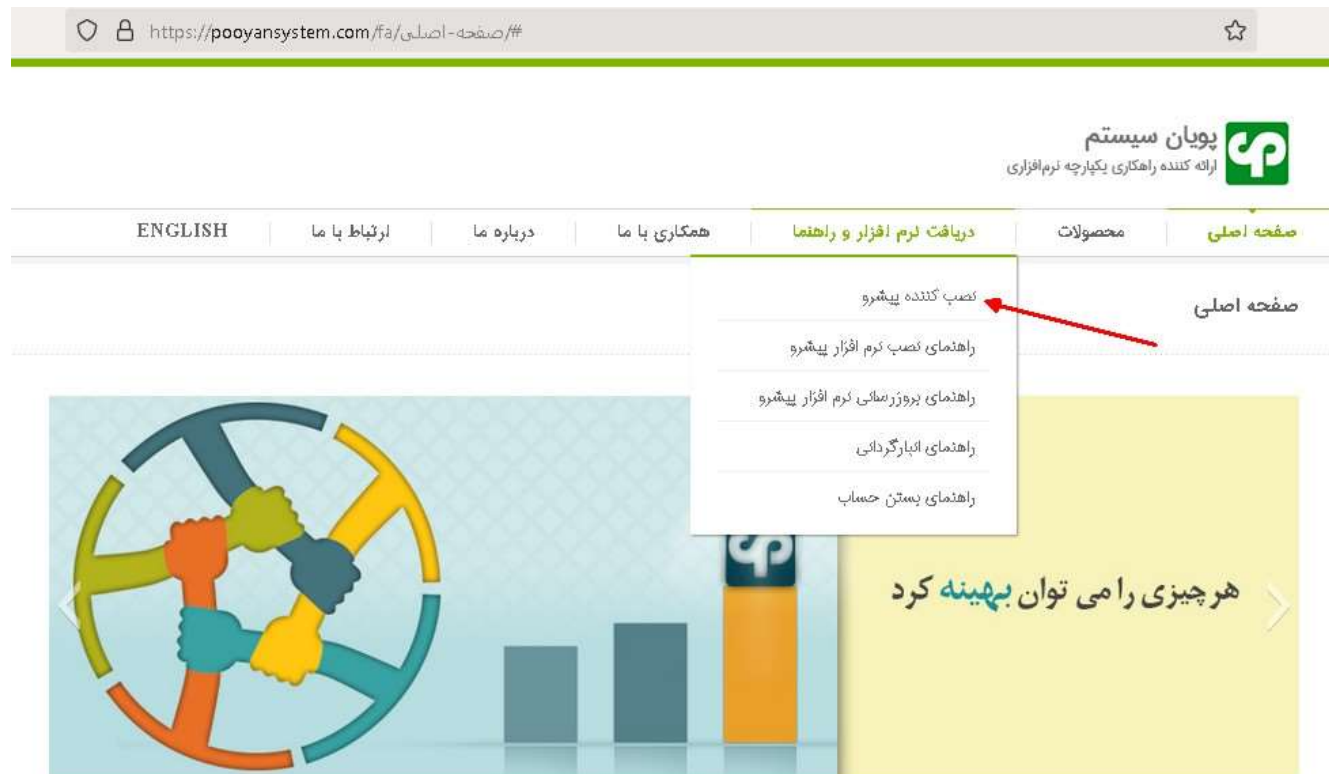 https://pooyansystem.com/fa/صفحه-اصلی/#
پویان سیستم
ارائه کننده راهکاری یکپارچه نرم‌افزاری
صفحه اصلی
محصولات
دریافت نرم افزار و راهنما
همکاری با ما
درباره ما
ارتباط با ما
ENGLISH
صفحه اصلی
نصب کننده پیشرو
راهنمای نصب نرم افزار پیشرو
راهنمای بروزرسانی نرم افزار پیشرو
راهنمای انبارگردانی
راهنمای بستن حساب
هر چیزی را می توان بهینه کرد